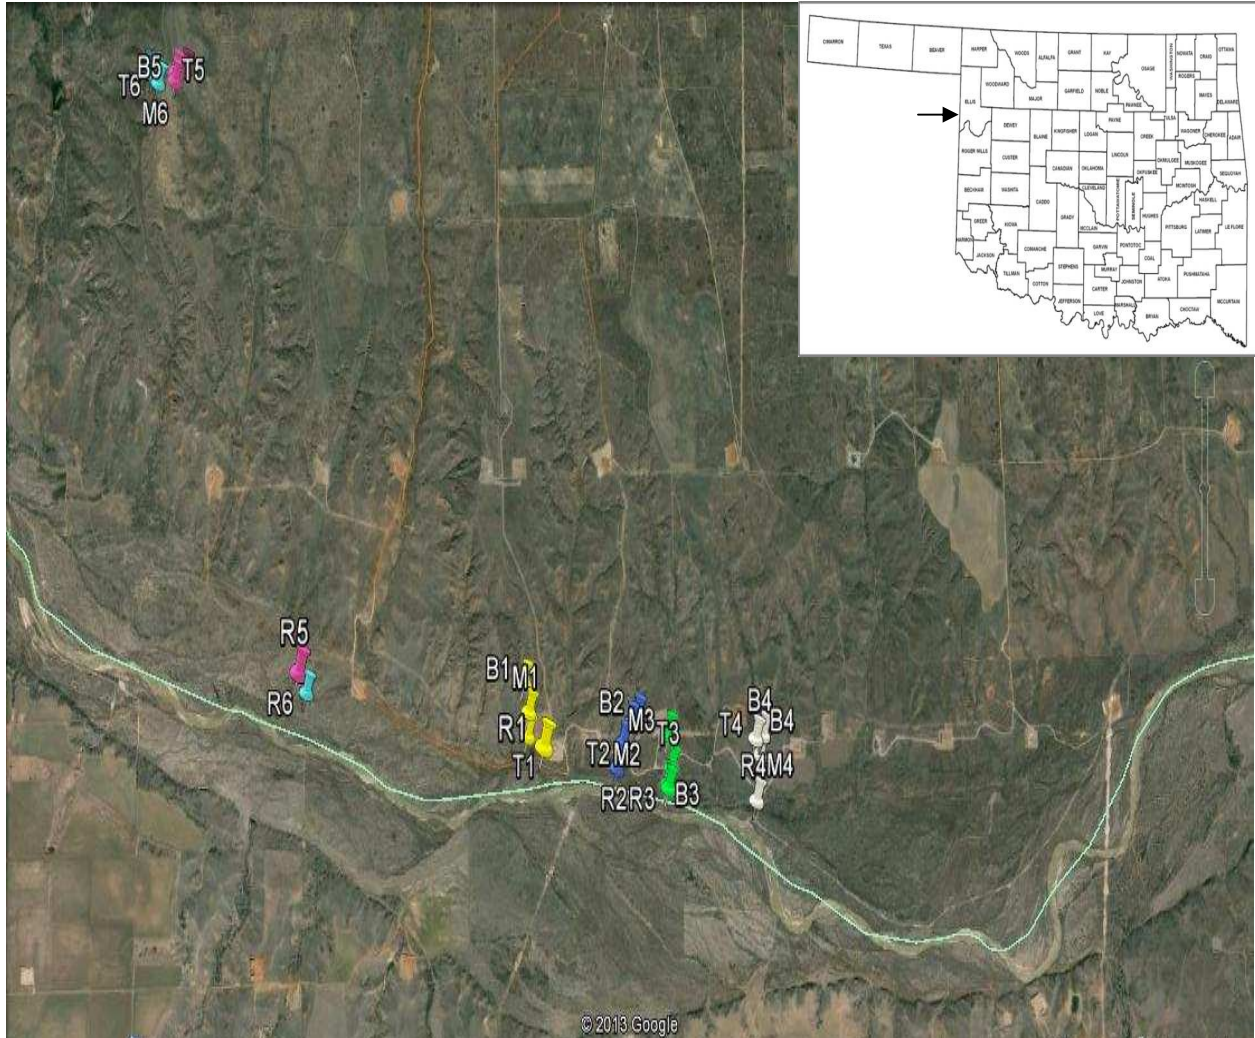 B5
T5
T6
M6
CIMARRON
TEXAS
BEAVER
HARPER
WOODS
ALFALFA
GRANT
KAY
OSAGE
WASHINGTON
NOWATA
CRAIG
OTTAWA
ROGERS
MAYES
DELAWARE
WOODWARD
ELLIS
MAJOR
GARFIELD
NOBLE
PAWNEE
PAYNE
TULSA
WAGONER
CHEROKEE
ADAIR
DEWEY
BLAINE
KINGFISHER
LOGAN
CREEK
LINCOLN
ROGER MILLS
CUSTER
CANADIAN
OKLAHOMA
OKMULGEE
MUSKOGEE
OKFUSKEE
MCINTOSH
SEQUOYAH
BECKHAM
WASHITA
CADDO
CLEVELAND
POTTAWATOMIE
SEMINOLE
HASKELL
GREER
KIOWA
GRADY
MCCLAIN
HUGHES
PITTSBURG
LATIMER
LE FLORE
HARMON
JACKSON
COMANCHE
GARVIN
PONTOTOC
COAL
TILLMAN
COTTON
STEPHENS
MURRAY
JOHNSTON
ATOKA
PUSHMATAHA
CARTER
JEFFERSON
LOVE
MARSHALL
BRYAN
CHOCTAW
MCCURTAIN
R5
R6
B1
M1
R1
T1
B2
M3
T2
M2
R2
R3
T3
B3
B4
T4
B4
R4
M4
© 2013 Google